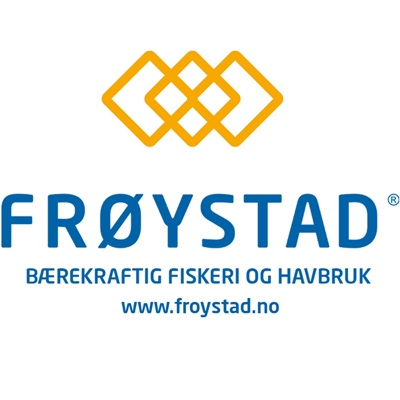 FRØYSTAD®
BÆREKRAFTIG FISKERI OG HAVBRUK
www.froystad.no